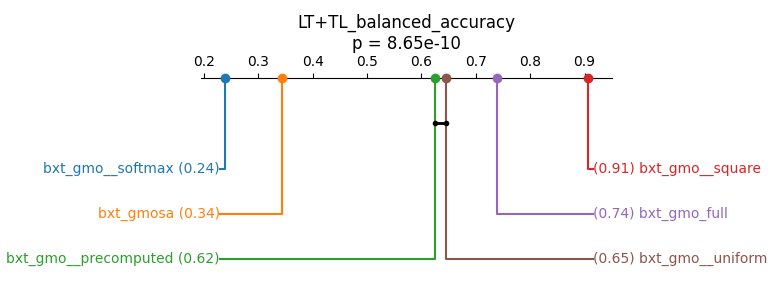 LT+TL_balanced_accuracy
p = 8.65e-10
0.2 0.3 0.4 0.5 0.6 0.7 0.8 0.9
bxt_gmo__softmax (0.24) (0.91) bxt_gmo__square
bxt_gmosa (0.34) (0.74) bxt_gmo_full
bxt_gmo__precomputed (0.62) (0.65) bxt_gmo__uniform